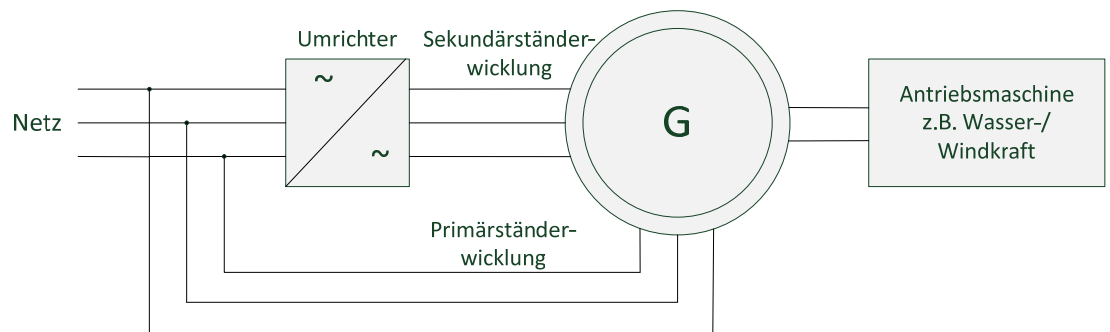 Umrichter
Sekundärständer-
wicklung
~
~
Netz
G
Antriebsmaschine
z.B. Wasser-/
Windkraft
Primärständer-
wicklung